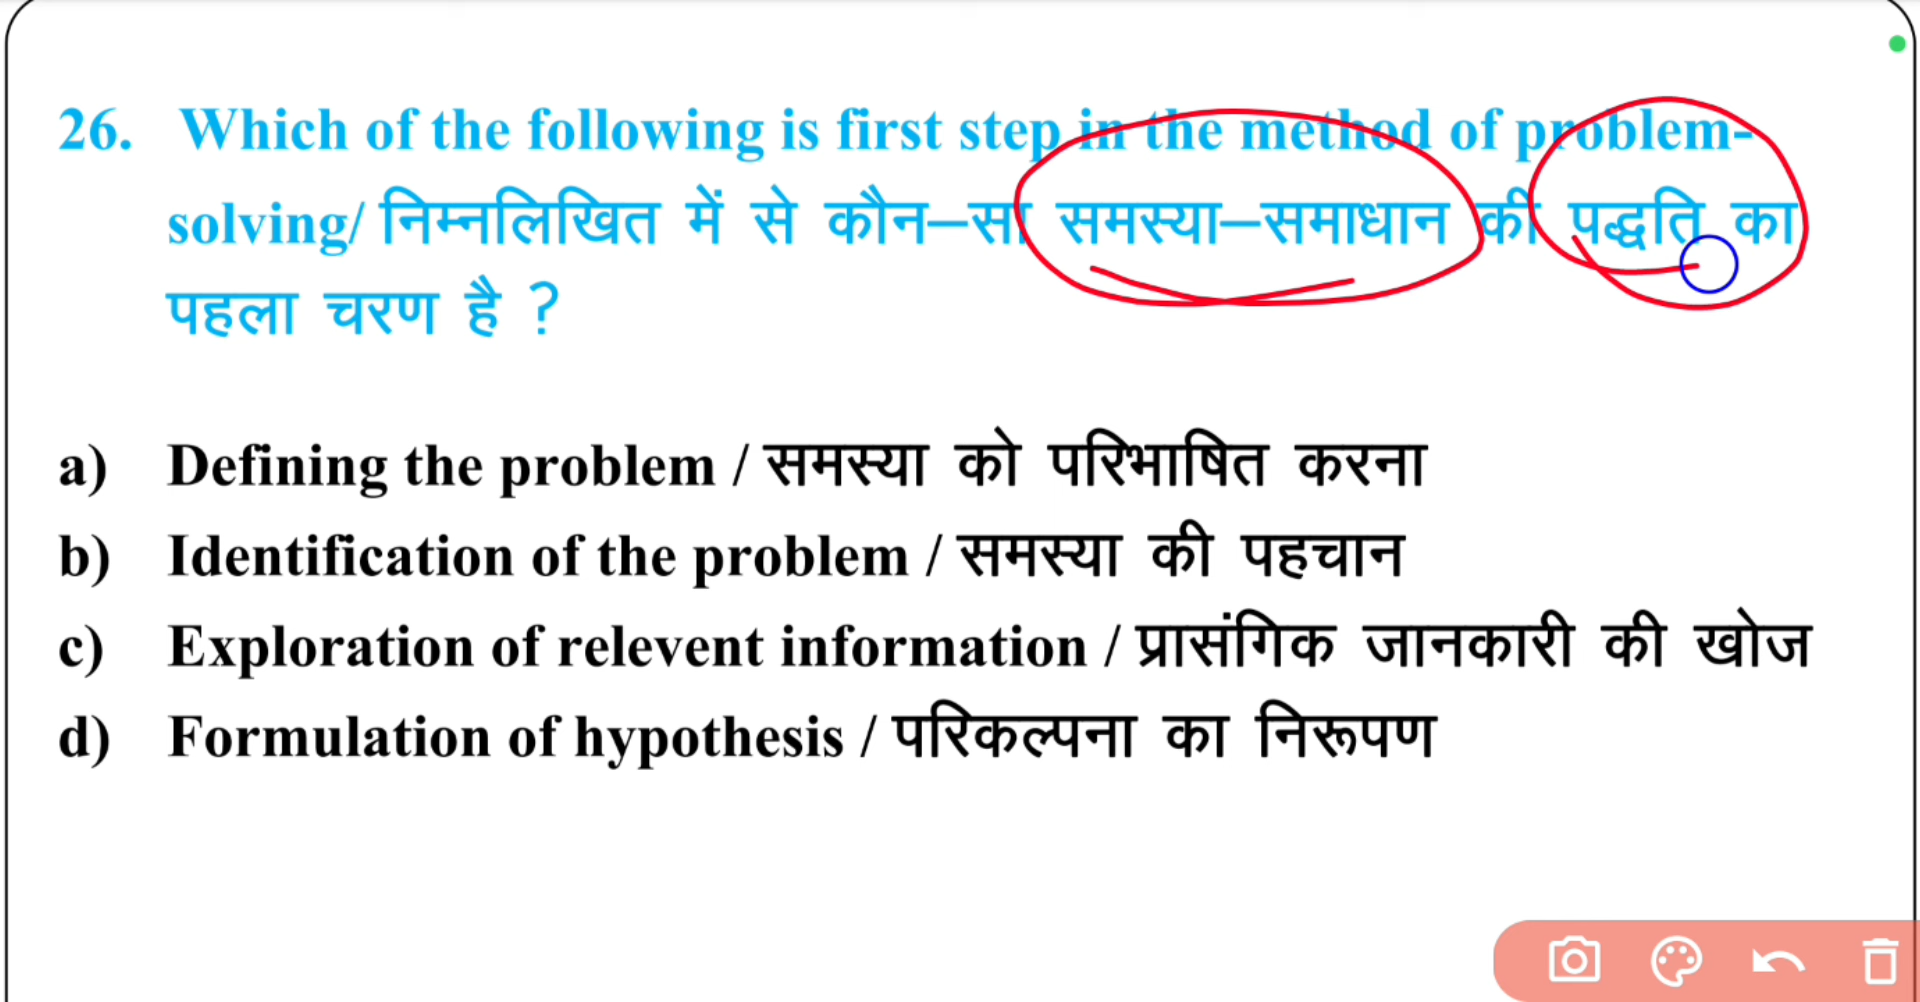 26. Which of the following is first step in the method of problem-
solving/ निम्नलिखित में से कौन–सा समस्या–समाधान की पद्धति का
पहला चरण है ?
a) Defining the problem / समस्या को परिभाषित करना
b) Identification of the problem / समस्या की पहचान
c) Exploration of relevent information / प्रासंगिक जानकारी की खोज
d) Formulation of hypothesis / परिकल्पना का निरूपण